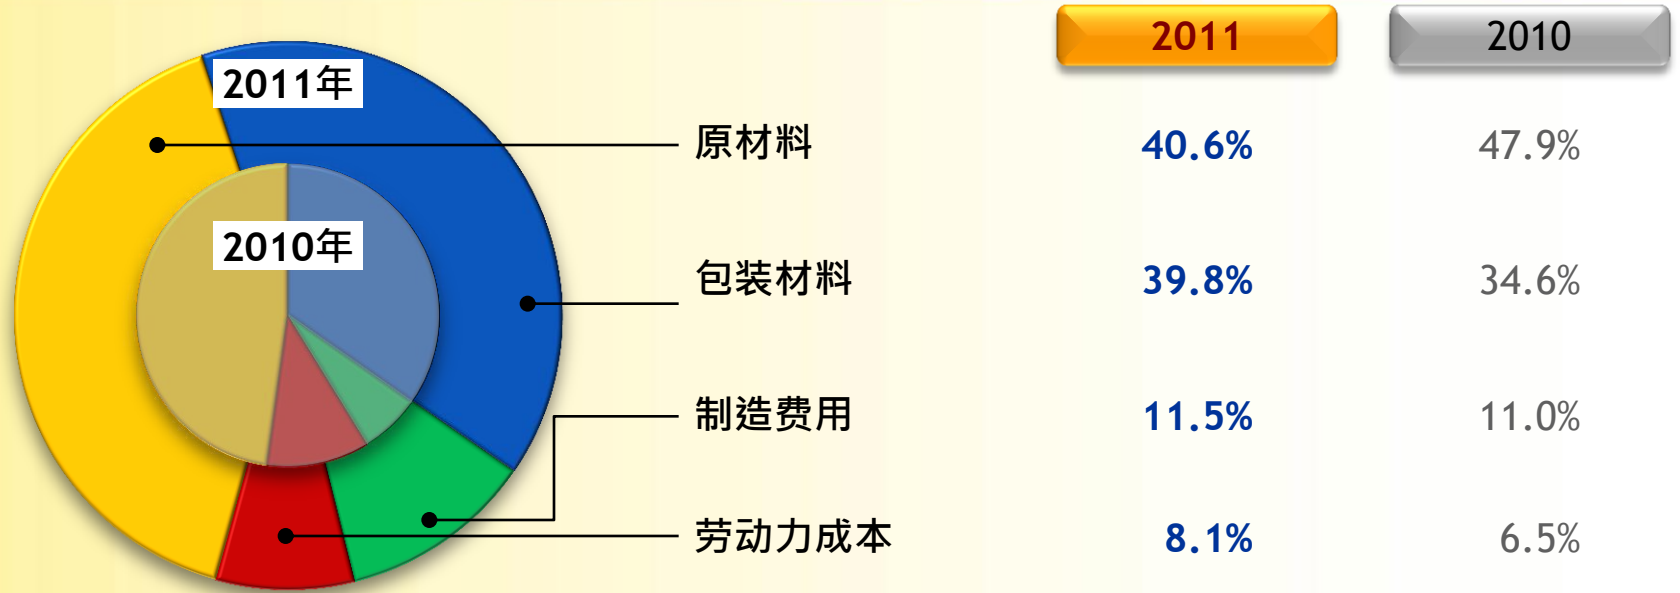 2011 2010
2011年
原材料 40.6% 47.9%
2010年
包装材料 39.8% 34.6%
制造费用 11.5% 11.0%
劳动力成本 8.1% 6.5%